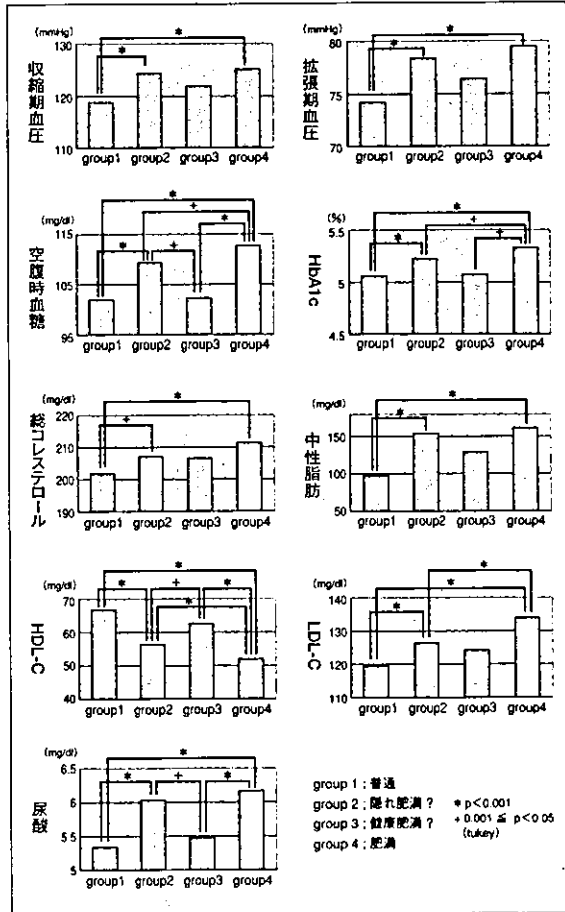 (mmHg)
収縮期血圧
130
120
110
* *
group1 group2 group3 group4
(mmHg)
拡張期血圧
80
75
70
* *
group1 group2 group3 group4
(mg/dl)
空腹時血糖
115
105
95
*
+
*
* +
group1 group2 group3 group4
(%)
HbA1c
5.5
5
4.5
*
+
* +
group1 group2 group3 group4
(mg/dl)
総コレステロール
220
210
200
190
*
+
group1 group2 group3 group4
(mg/dl)
中性脂肪
150
100
50
*
*
group1 group2 group3 group4
(mg/dl)
HDL-C
70
60
50
40
*
* + *
*
group1 group2 group3 group4
(mg/dl)
LDL-C
140
130
120
110
*
*
*
group1 group2 group3 group4
(mg/dl)
尿酸
6.5
6
5.5
5
*
* + *
group1 group2 group3 group4
group 1 ; 普通
group 2 ; 隠れ肥満 ?
group 3 ; 健康肥満 ?
group 4 ; 肥満
* p<0.001
+ 0.001 ≦ p<0.05
(tukey)